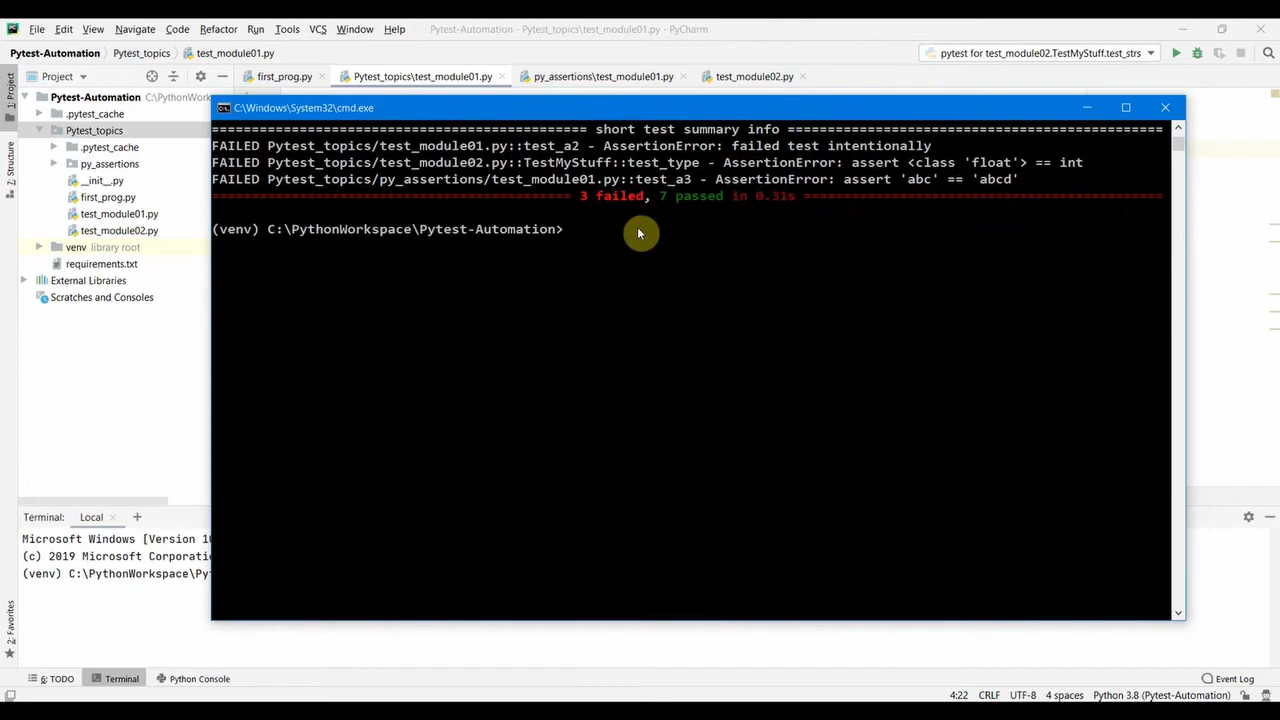 File Edit View Navigate Code Refactor Run Tools VCS Window Help Pytest-Automation - Pytest_topics\test_module01.py - PyCharm
Pytest-Automation Pytest_topics test_module01.py pytest for test_module02.TestMyStuff.test_strs
Project first_prog.py Pytest_topics\test_module01.py py_assertions\test_module01.py test_module02.py
1: Project
7: Structure
2: Favorites
Pytest-Automation C:\PythonWorks
.pytest_cache
Pytest_topics
.pytest_cache
py_assertions
__init__.py
first_prog.py
test_module01.py
test_module02.py
venv library root
requirements.txt
External Libraries
Scratches and Consoles
C:\Windows\System32\cmd.exe
============================================= short test summary info =============================================
FAILED Pytest_topics/test_module01.py::test_a2 - AssertionError: failed test intentionally
FAILED Pytest_topics/test_module02.py::TestMyStuff::test_type - AssertionError: assert <class 'float'> == int
FAILED Pytest_topics/py_assertions/test_module01.py::test_a3 - AssertionError: assert 'abc' == 'abcd'
=========================================== 3 failed, 7 passed in 0.31s ===========================================
(venv) C:\PythonWorkspace\Pytest-Automation>
Terminal: Local
Microsoft Windows [Version 10
(c) 2019 Microsoft Corporati
(venv) C:\PythonWorkspace\Py
6: TODO Terminal Python Console Event Log
4:22 CRLF UTF-8 4 spaces Python 3.8 (Pytest-Automation)